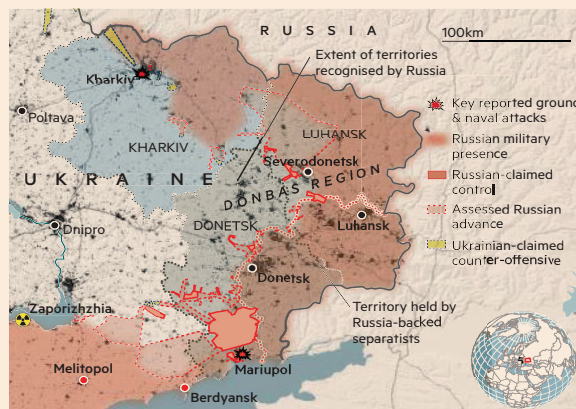 RUSSIA
100km
Extent of territories
recognised by Russia
Kharkiv
Key reported ground
& naval attacks
Poltava
LUHANSK
Russian military
presence
KHARKIV
Severodonetsk
Russian-claimed
control
UKRAINE
DONBAS REGION
Assessed Russian
advance
DONETSK
Luhansk
Dnipro
Ukrainian-claimed
counter-offensive
Donetsk
Zaporizhzhia
Territory held by
Russia-backed
separatists
5
Mariupol
Melitopol
Berdyansk